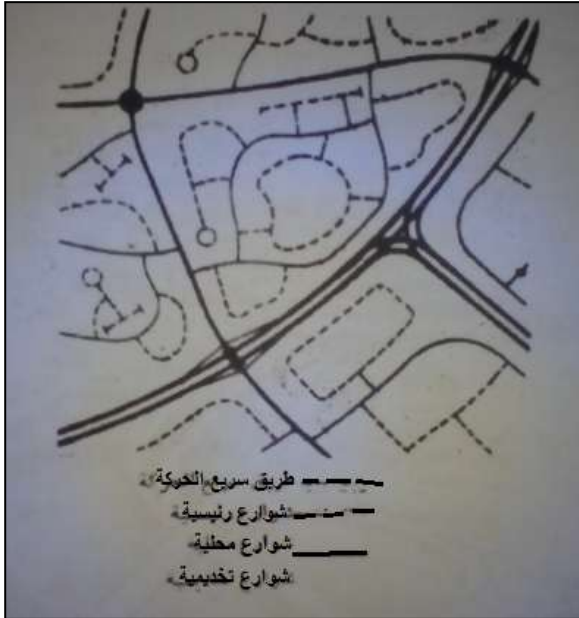 طريق سريع الحركة
شوارع رئيسية
شوارع محلية
شوارع تخديمية